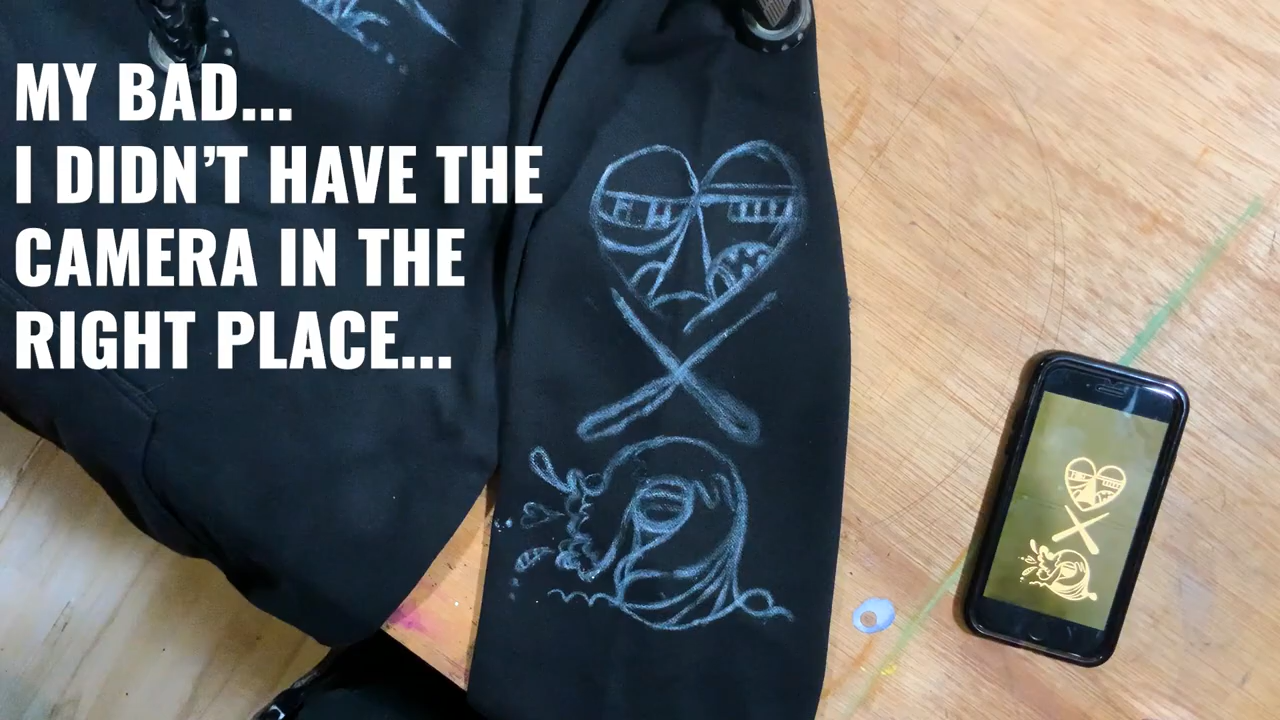 MY BAD...
I DIDN’T HAVE THE
CAMERA IN THE
RIGHT PLACE...